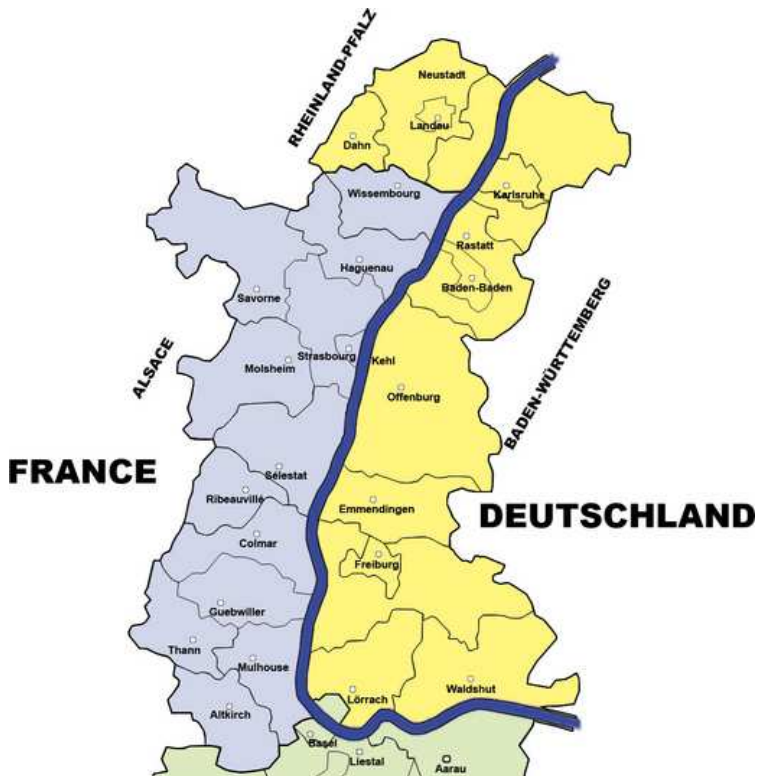 RHEINLAND-PFALZ
Neustadt
Landau
Dahn
Wissembourg
Karlsruhe
Rastatt
Haguenau
Baden-Baden
Savorne
BADEN-WÜRTTEMBERG
ALSACE
Strasbourg
Kehl
Molsheim
Offenburg
FRANCE
Sélestat
Ribeauvillé
Emmendingen
DEUTSCHLAND
Colmar
Freiburg
Guebwiller
Thann
Mulhouse
Waldshut
Lörrach
Altkirch
Basel
Liestal
Aarau